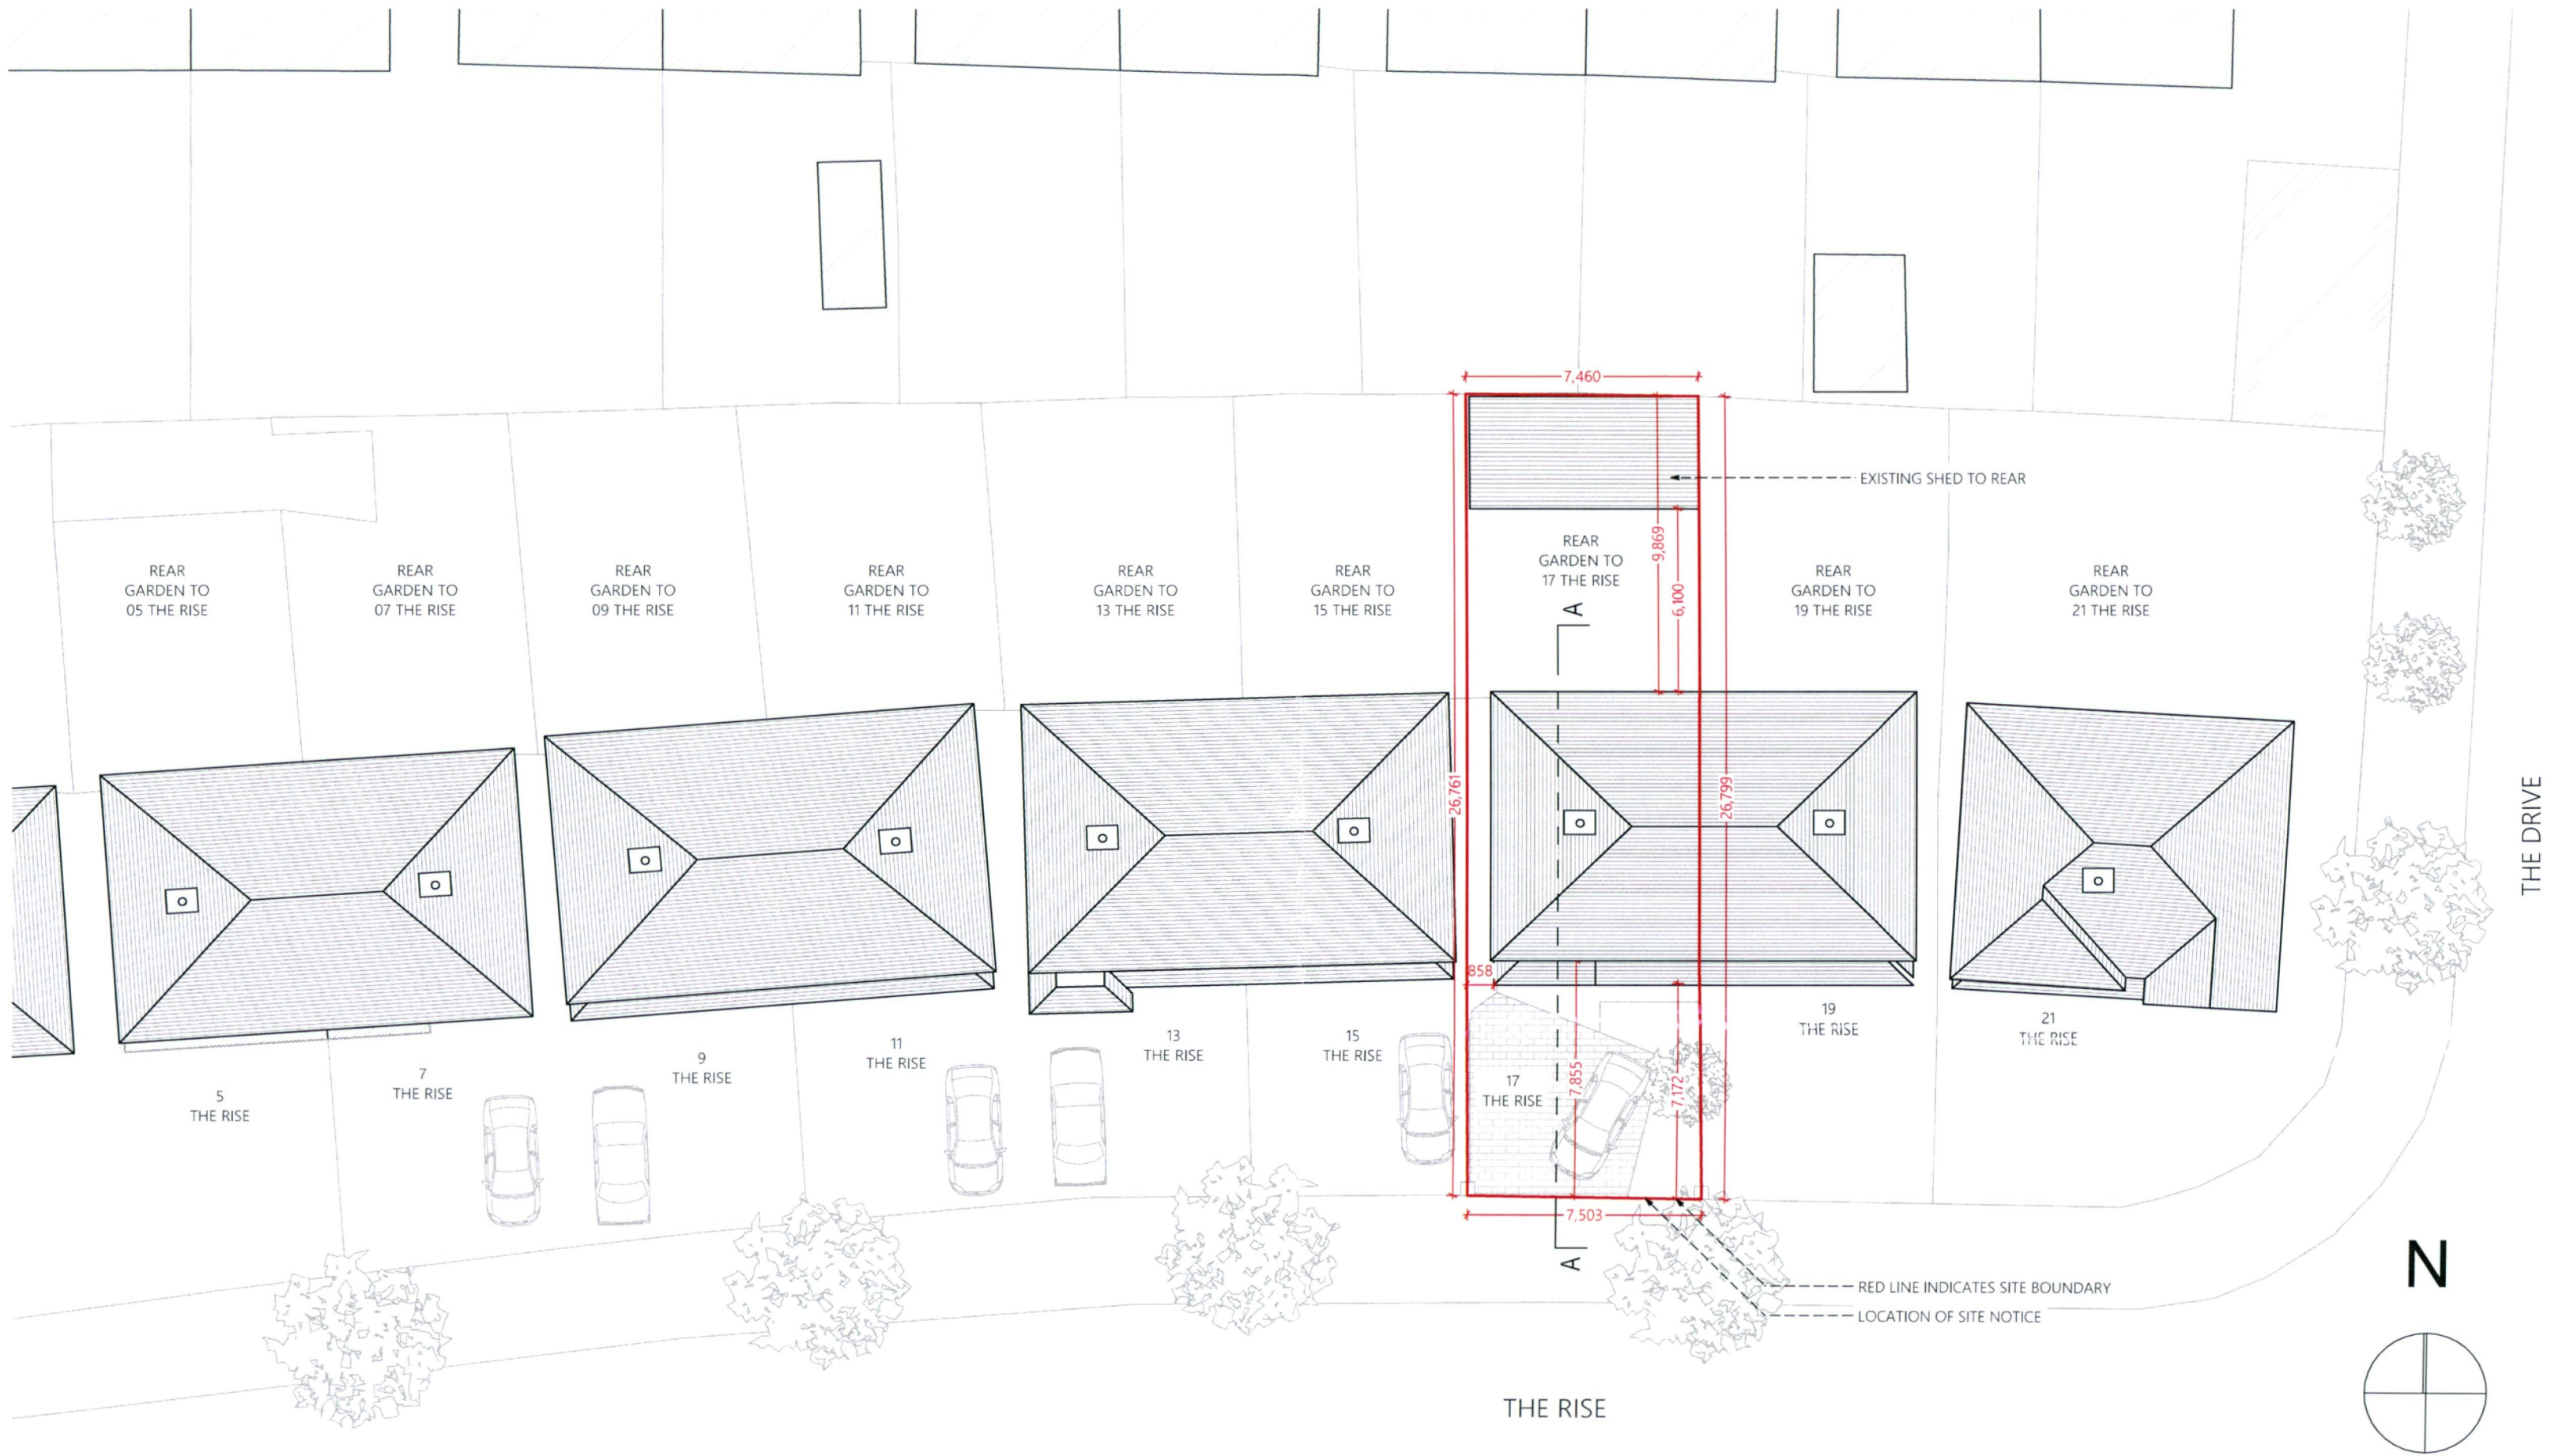 7,460
EXISTING SHED TO REAR
REAR
GARDEN TO
05 THE RISE
REAR
GARDEN TO
07 THE RISE
REAR
GARDEN TO
09 THE RISE
REAR
GARDEN TO
11 THE RISE
REAR
GARDEN TO
13 THE RISE
REAR
GARDEN TO
15 THE RISE
REAR
GARDEN TO
17 THE RISE
REAR
GARDEN TO
19 THE RISE
REAR
GARDEN TO
21 THE RISE
9,869
6,100
A
26,761
26,799
THE DRIVE
858
5
THE RISE
7
THE RISE
9
THE RISE
11
THE RISE
13
THE RISE
15
THE RISE
17
THE RISE
19
THE RISE
21
THE RISE
7,855
7,172
7,503
A
N
RED LINE INDICATES SITE BOUNDARY
LOCATION OF SITE NOTICE
THE RISE